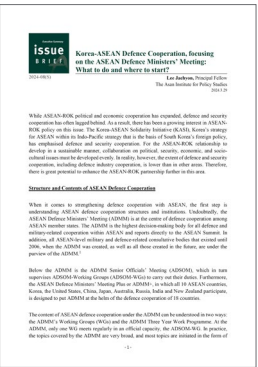 issue
BRIEF
2024-08(S)
Korea-ASEAN Defence Cooperation, focusing
on the ASEAN Defence Ministers' Meeting:
What to do and where to start?
Lee Jaehyon, Principal Fellow
The Asan Institute for Policy Studies
2024.5.29
While ASEAN-ROK political and economic cooperation has expanded, defence and security
cooperation has often lagged behind. As a result, there has been a growing interest in ASEAN-
ROK policy on this issue. The Korea-ASEAN Solidarity Initiative (KASI), Korea's strategy
for ASEAN within its Indo-Pacific strategy that is the basis of South Korea's foreign policy,
has emphasised defence and security cooperation. For the ASEAN-ROK relationship to
develop in a sustainable manner, collaboration on political, security, economic, and socio-
cultural issues must be developed evenly. In reality, however, the extent of defence and security
cooperation, including defence industry cooperation, is lower than in other areas. Therefore,
there is great potential to enhance the ASEAN-ROK partnership further in this area.
Structure and Contents of ASEAN Defence Cooperation
When it comes to strengthening defence cooperation with ASEAN, the first step is
understanding ASEAN defence cooperation structures and institutions. Undoubtedly, the
ASEAN Defence Ministers' Meeting (ADMM) is at the centre of defence cooperation among
ASEAN member states. The ADMM is the highest decision-making body for all defence and
military-related cooperation within ASEAN and reports directly to the ASEAN Summit. In
addition, all ASEAN-level military and defence-related consultative bodies that existed until
2006, when the ADMM was created, as well as all those created in the future, are under the
purview of the ADMM.
Below the ADMM is the ADMM Senior Officials' Meeting (ADSOM), which in turn
supervises ADSOM-Working Groups (ADSOM-WGs) to carry out their duties. Furthermore,
the ASEAN Defence Ministers' Meeting Plus or ADMM+, in which all 10 ASEAN countries,
Korea, the United States, China, Japan, Australia, Russia, India and New Zealand participate,
is designed to put ADMM at the helm of the defence cooperation of 18 countries.
The content of ASEAN defence cooperation under the ADMM can be understood in two ways:
the ADMM's Working Groups (WGs) and the ADMM Three Year Work Programme. At the
ADMM, only one WG meets regularly in an official capacity, the ADSOM-WG. In practice,
the topics covered by the ADMM are very broad, and most topics are initiated in the form of
- 1 -